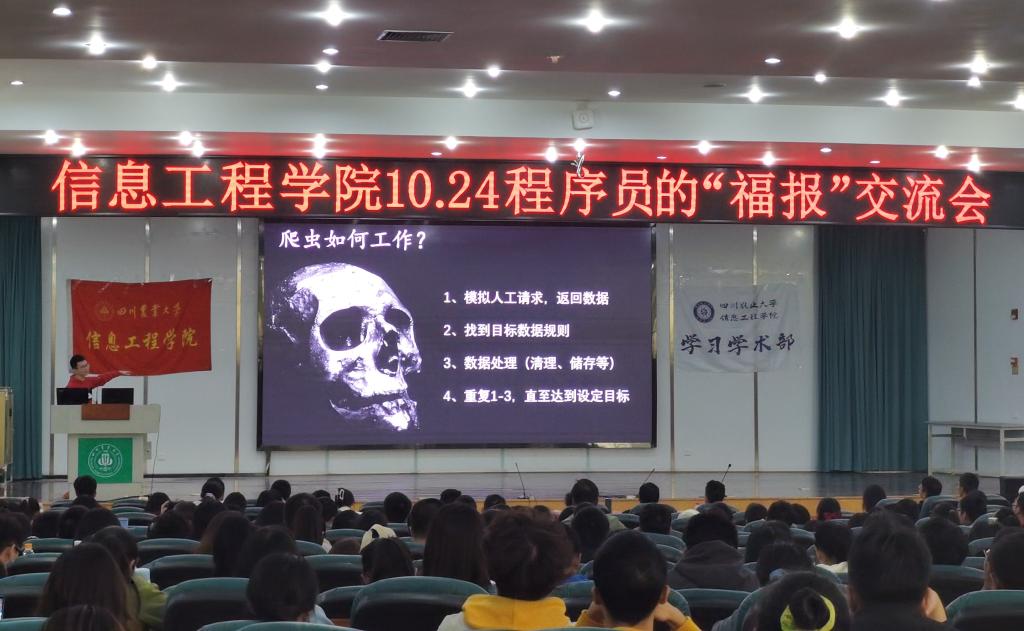 信息工程学院10.24程序员的“福报”交流会
爬虫如何工作？
1、模拟人工请求，返回数据
2、找到目标数据规则
3、数据处理（清理、储存等）
4、重复1-3，直至达到设定目标
四川農業大学
信息工程学院
四川农业大学
信息工程学院
学习学术部